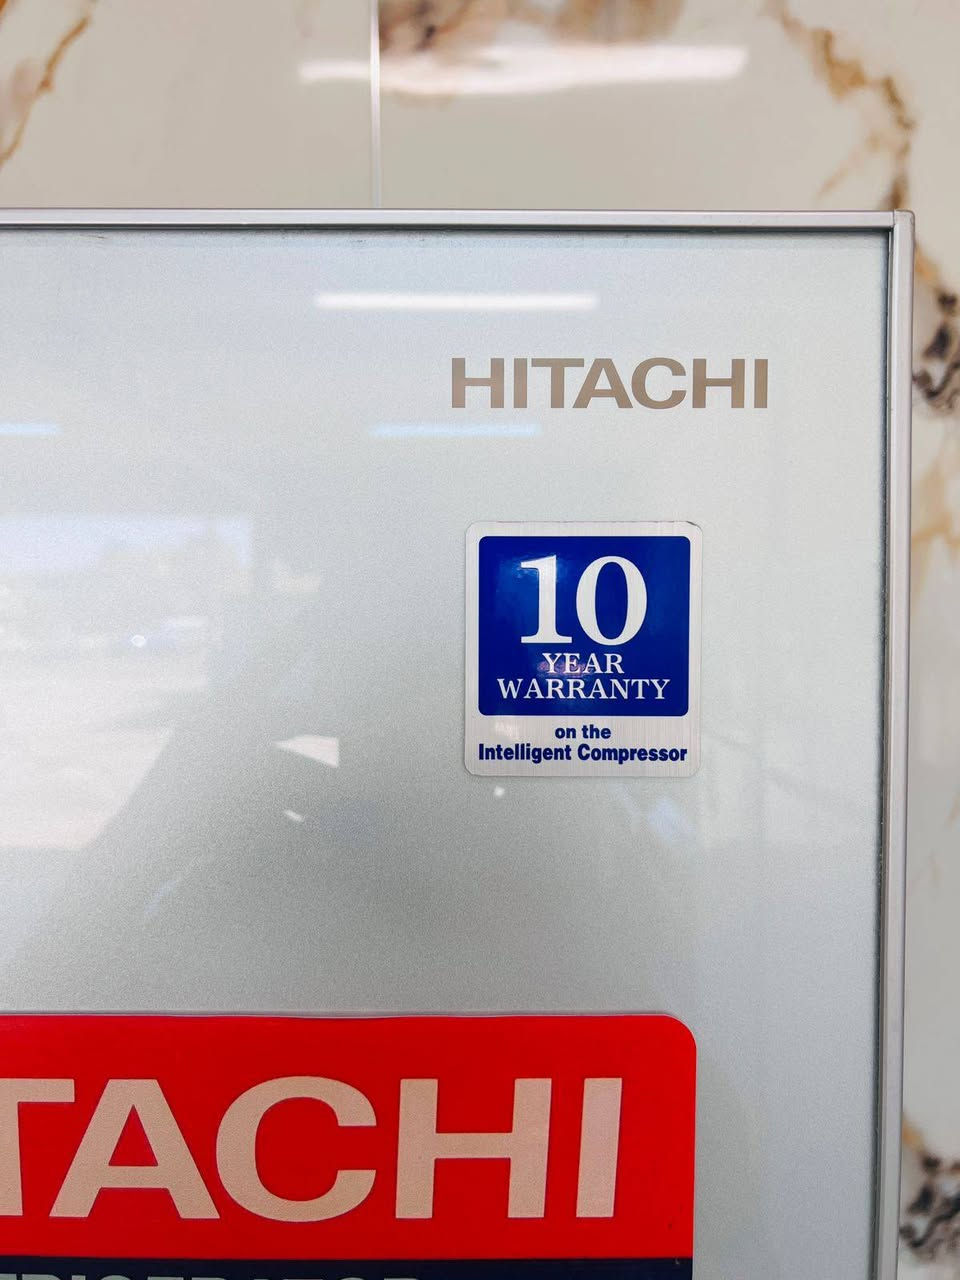 HITACHI
10
YEAR
WARRANTY
on the
Intelligent Compressor
TACHI